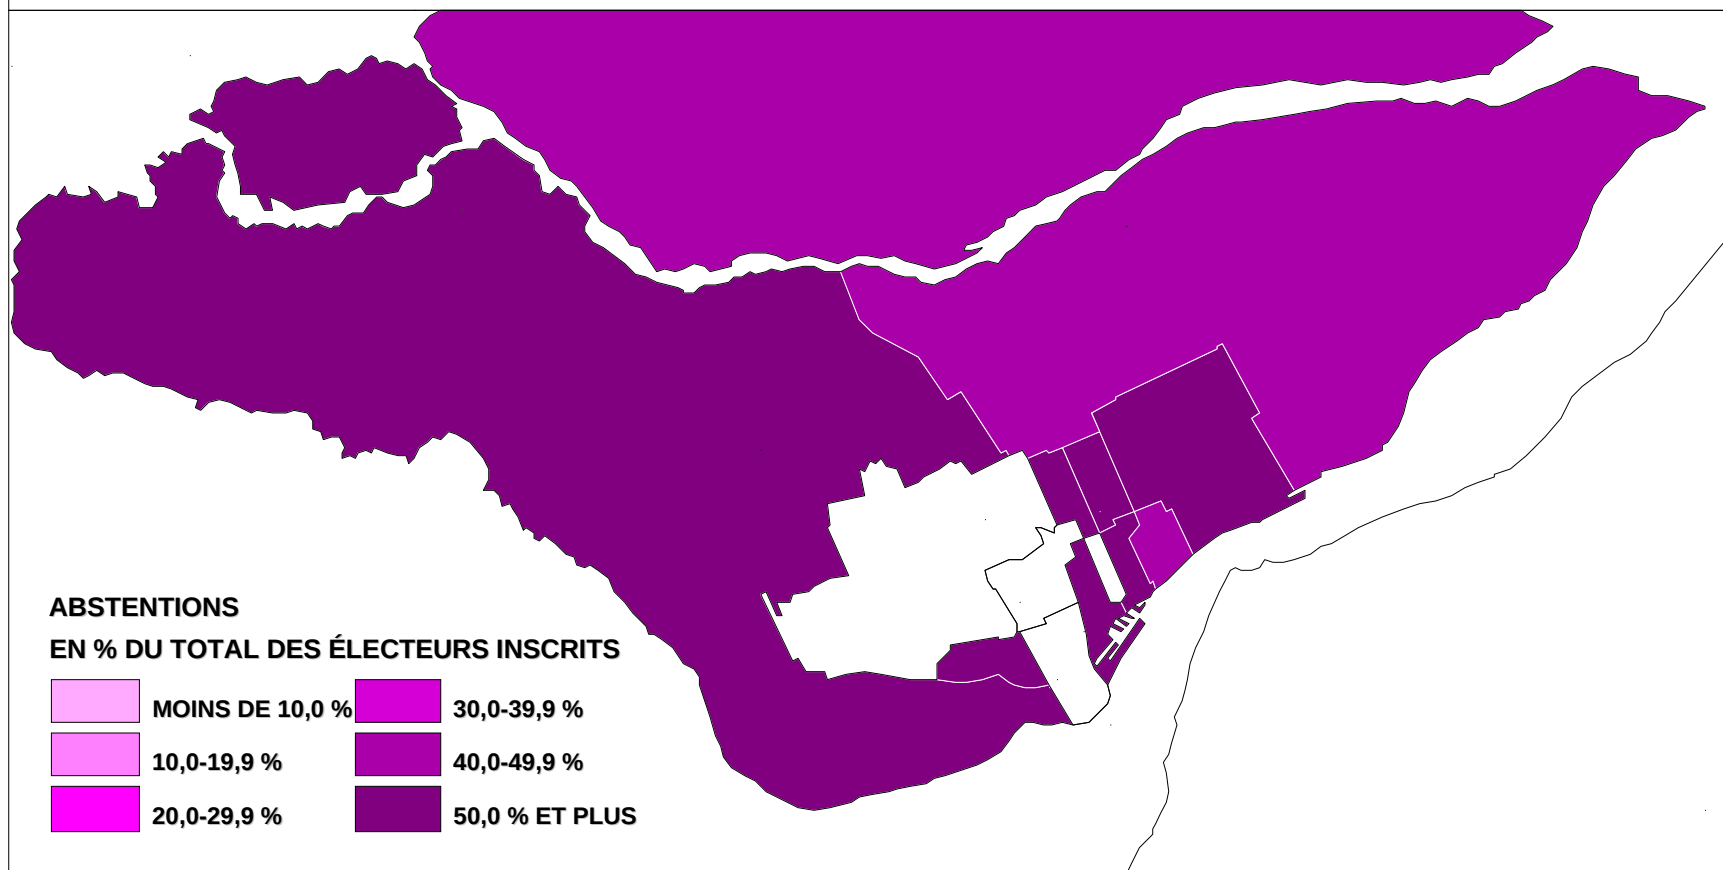 ABSTENTIONS
EN % DU TOTAL DES ÉLECTEURS INSCRITS
MOINS DE 10,0 %
10,0-19,9 %
20,0-29,9 %
30,0-39,9 %
40,0-49,9 %
50,0 % ET PLUS